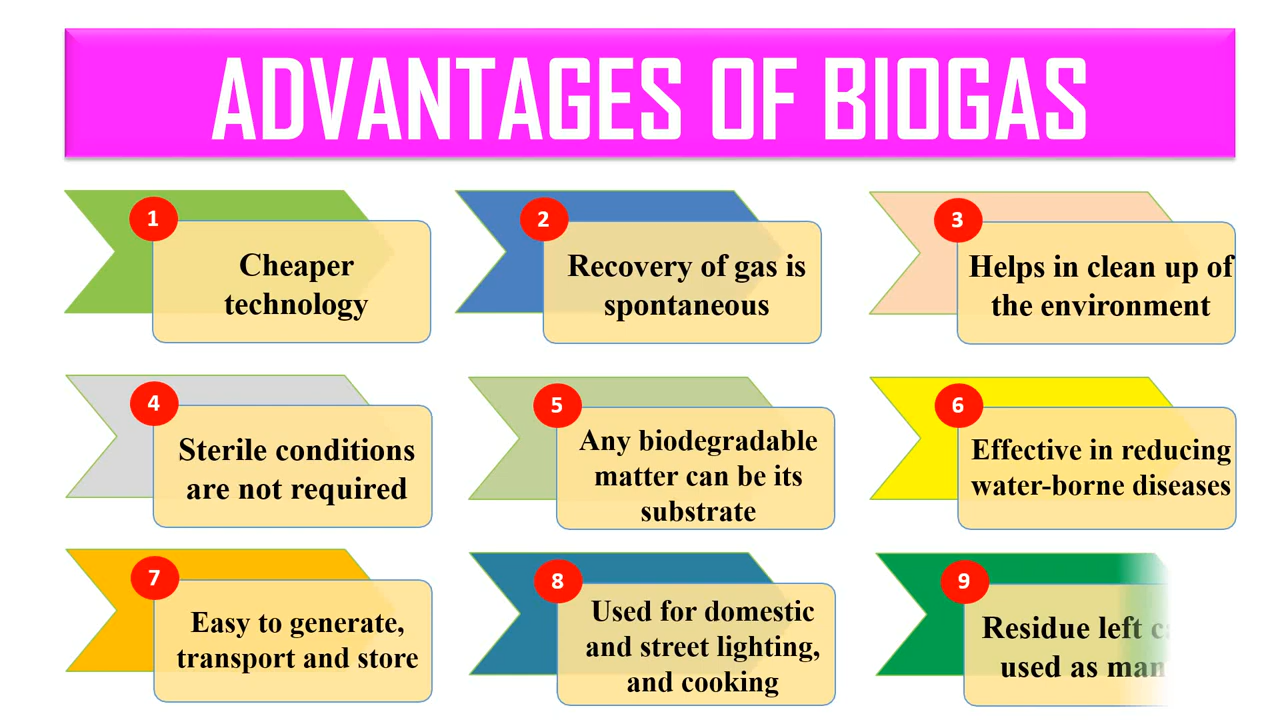 ADVANTAGES OF BIOGAS
1
Cheaper
technology
2
Recovery of gas is
spontaneous
3
Helps in clean up of
the environment
4
Sterile conditions
are not required
5
Any biodegradable
matter can be its
substrate
6
Effective in reducing
water-borne diseases
7
Easy to generate,
transport and store
8
Used for domestic
and street lighting,
and cooking
9
Residue left
used as